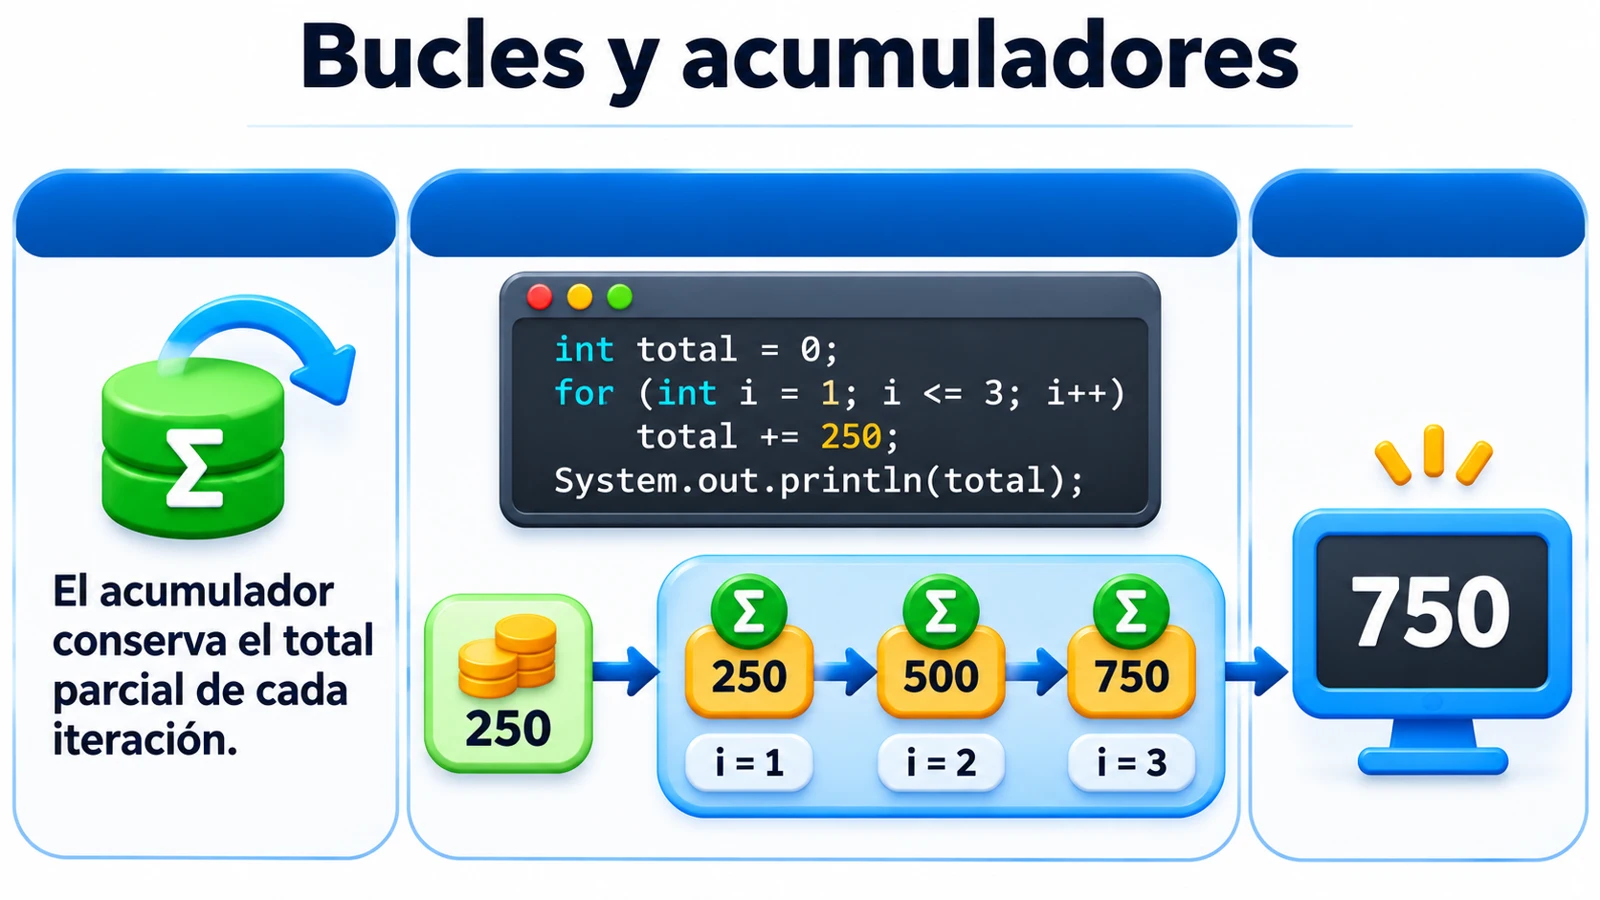 Bucles y acumuladores
Σ
El acumulador
conserva el total
parcial de cada
iteración.
int total = 0;
for (int i = 1; i <= 3; i++)
    total += 250;
System.out.println(total);
250
Σ Σ Σ
250 500 750
i = 1 i = 2 i = 3
750